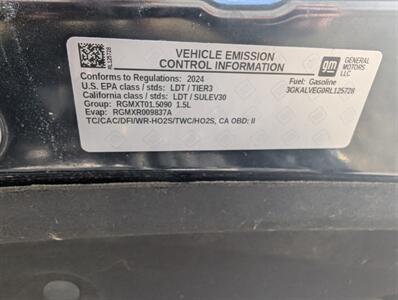 RL125728
VEHICLE EMISSION
CONTROL INFORMATION
gm
GENERAL
MOTORS
LLC
Conforms to Regulations: 2024
Fuel: Gasoline
U.S. EPA class / stds: LDT / TIER3
3GKALVEG0RL125728
California class / stds: LDT / SULEV30
Group: RGMXT01.5090 1.5L
Evap: RGMXR009837A
TC/CAC/DFI/WR-HO2S/TWC/HO2S, CA OBD: II